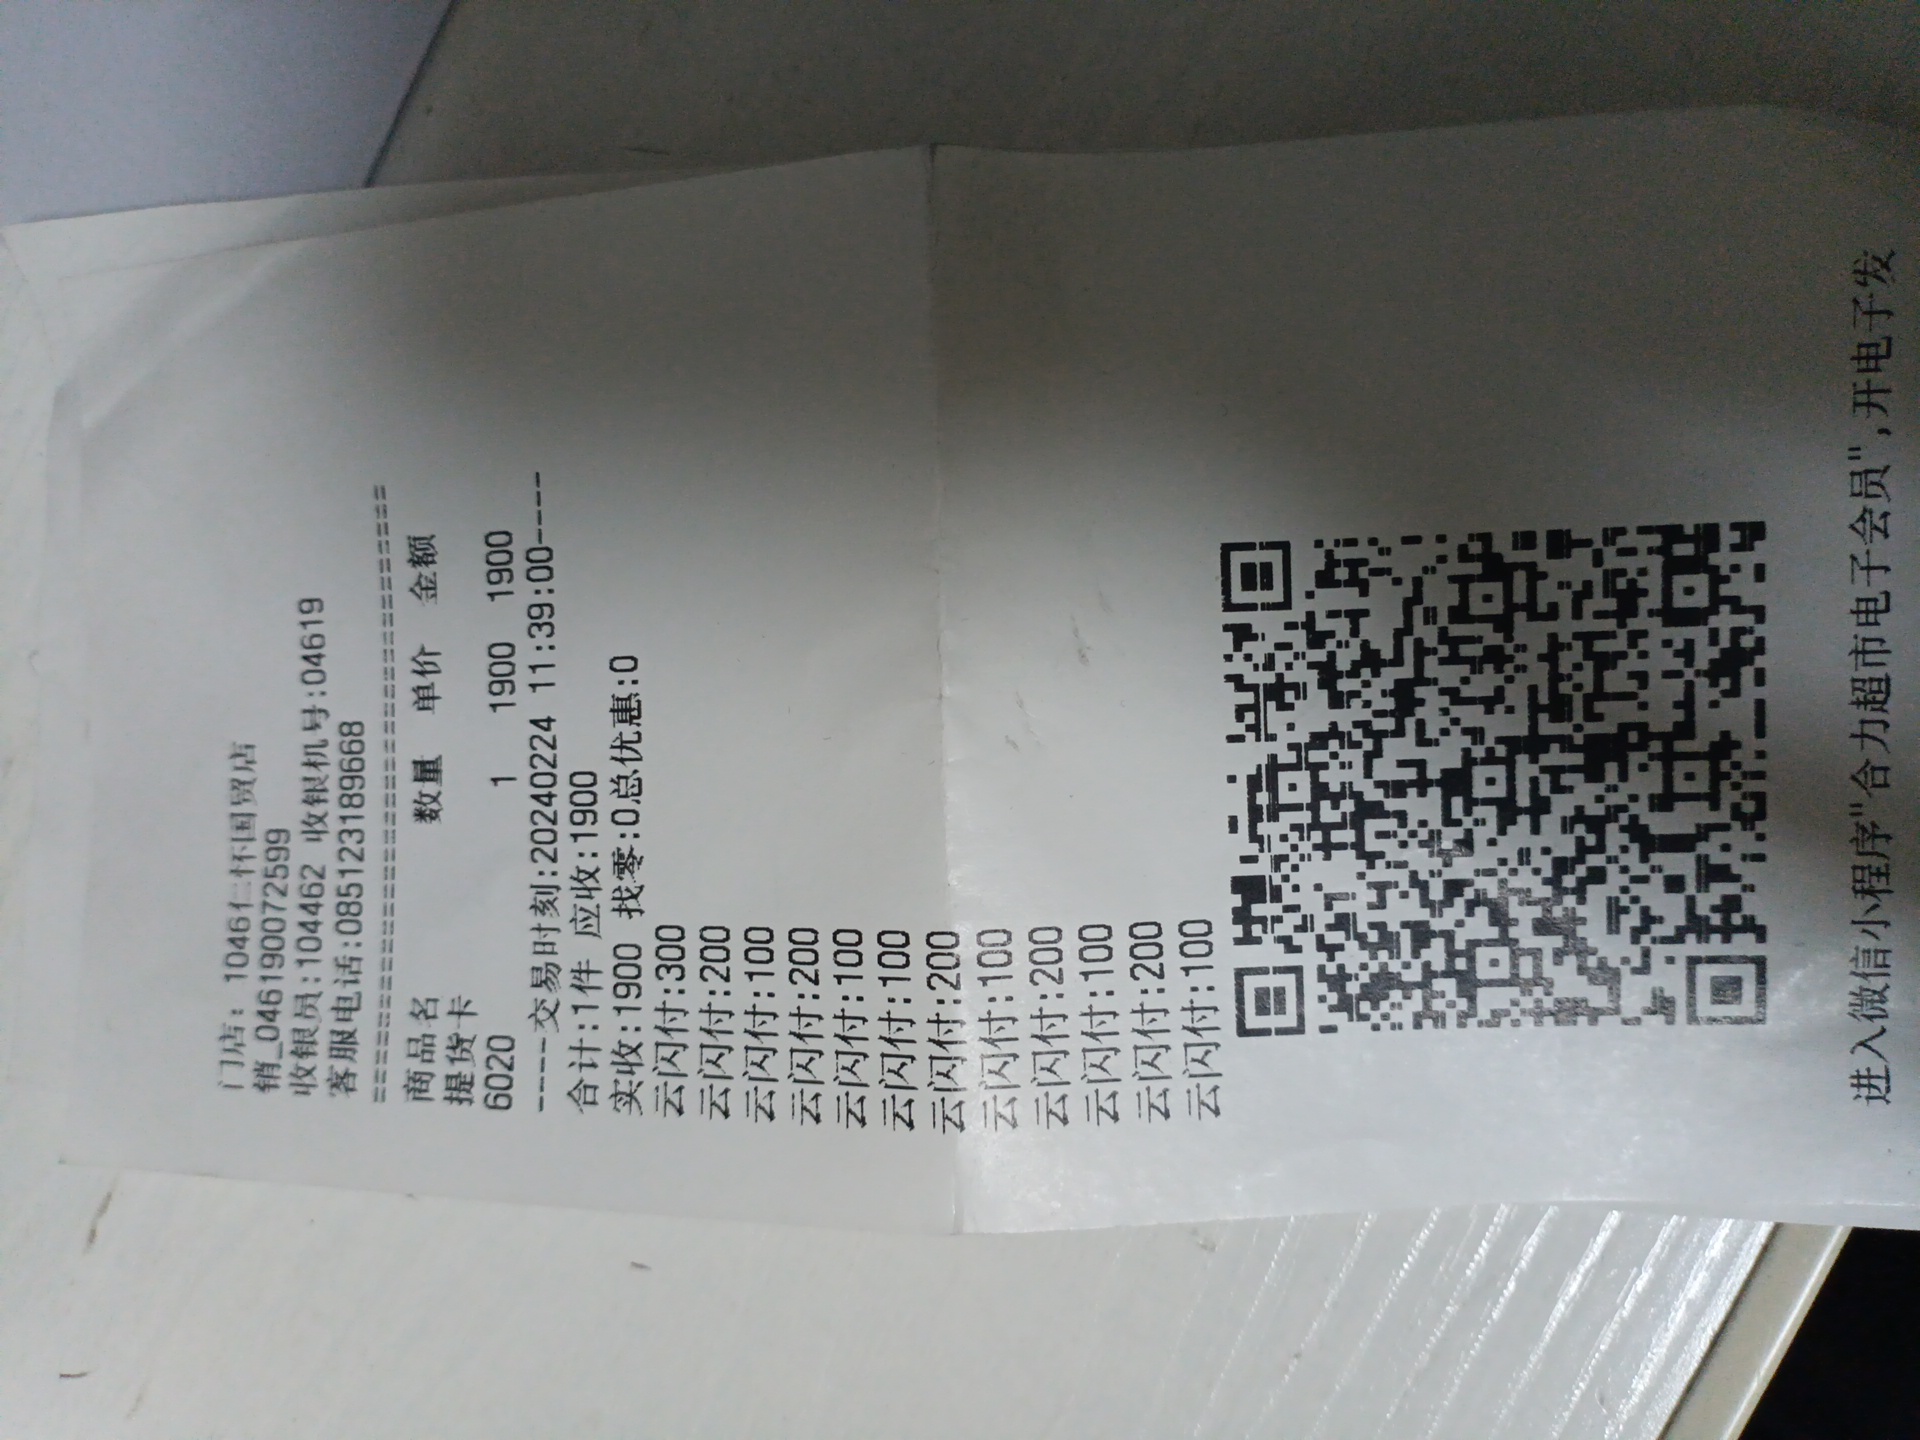 门店: 1046仁怀国贸店
销_046190072599
收银员:104462 收银机号:04619
客服电话:085123189668
========================================
商品名 数量 单价 金额
提货卡
6020 1 1900 1900
----交易时刻:20240224 11:39:00----
合计:1件 应收:1900
实收:1900 找零:0总优惠:0
云闪付:300
云闪付:200
云闪付:100
云闪付:200
云闪付:100
云闪付:100
云闪付:200
云闪付:100
云闪付:200
云闪付:100
云闪付:200
云闪付:100
进入微信小程序"合力超市电子会员",开电子发